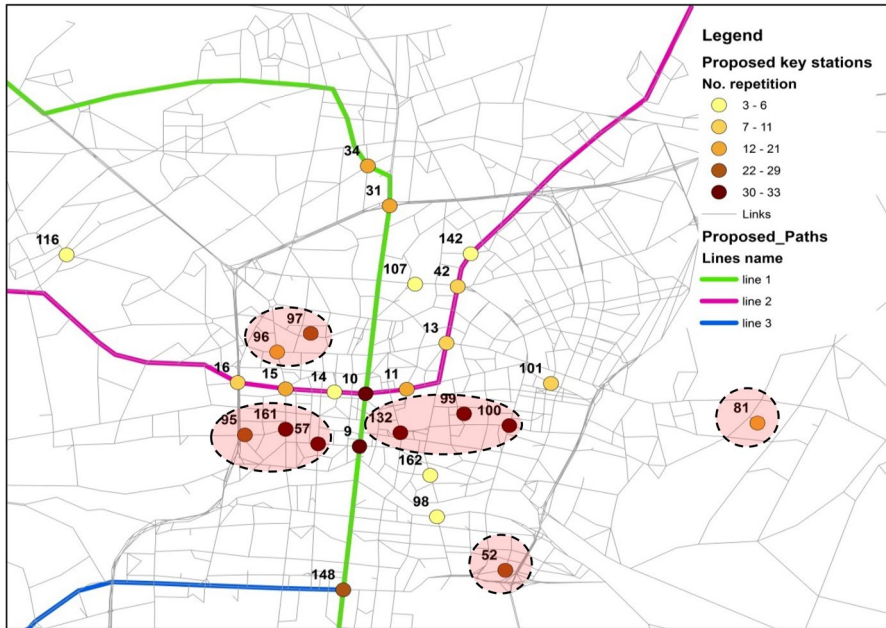 Legend
Proposed key stations
No. repetition
3 - 6
7 - 11
12 - 21
22 - 29
30 - 33
Links
Proposed_Paths
Lines name
line 1
line 2
line 3
34
31
116
142
107
42
97
96
13
16
15
14
10
11
101
99
100
132
95
161
57
9
81
162
98
52
148